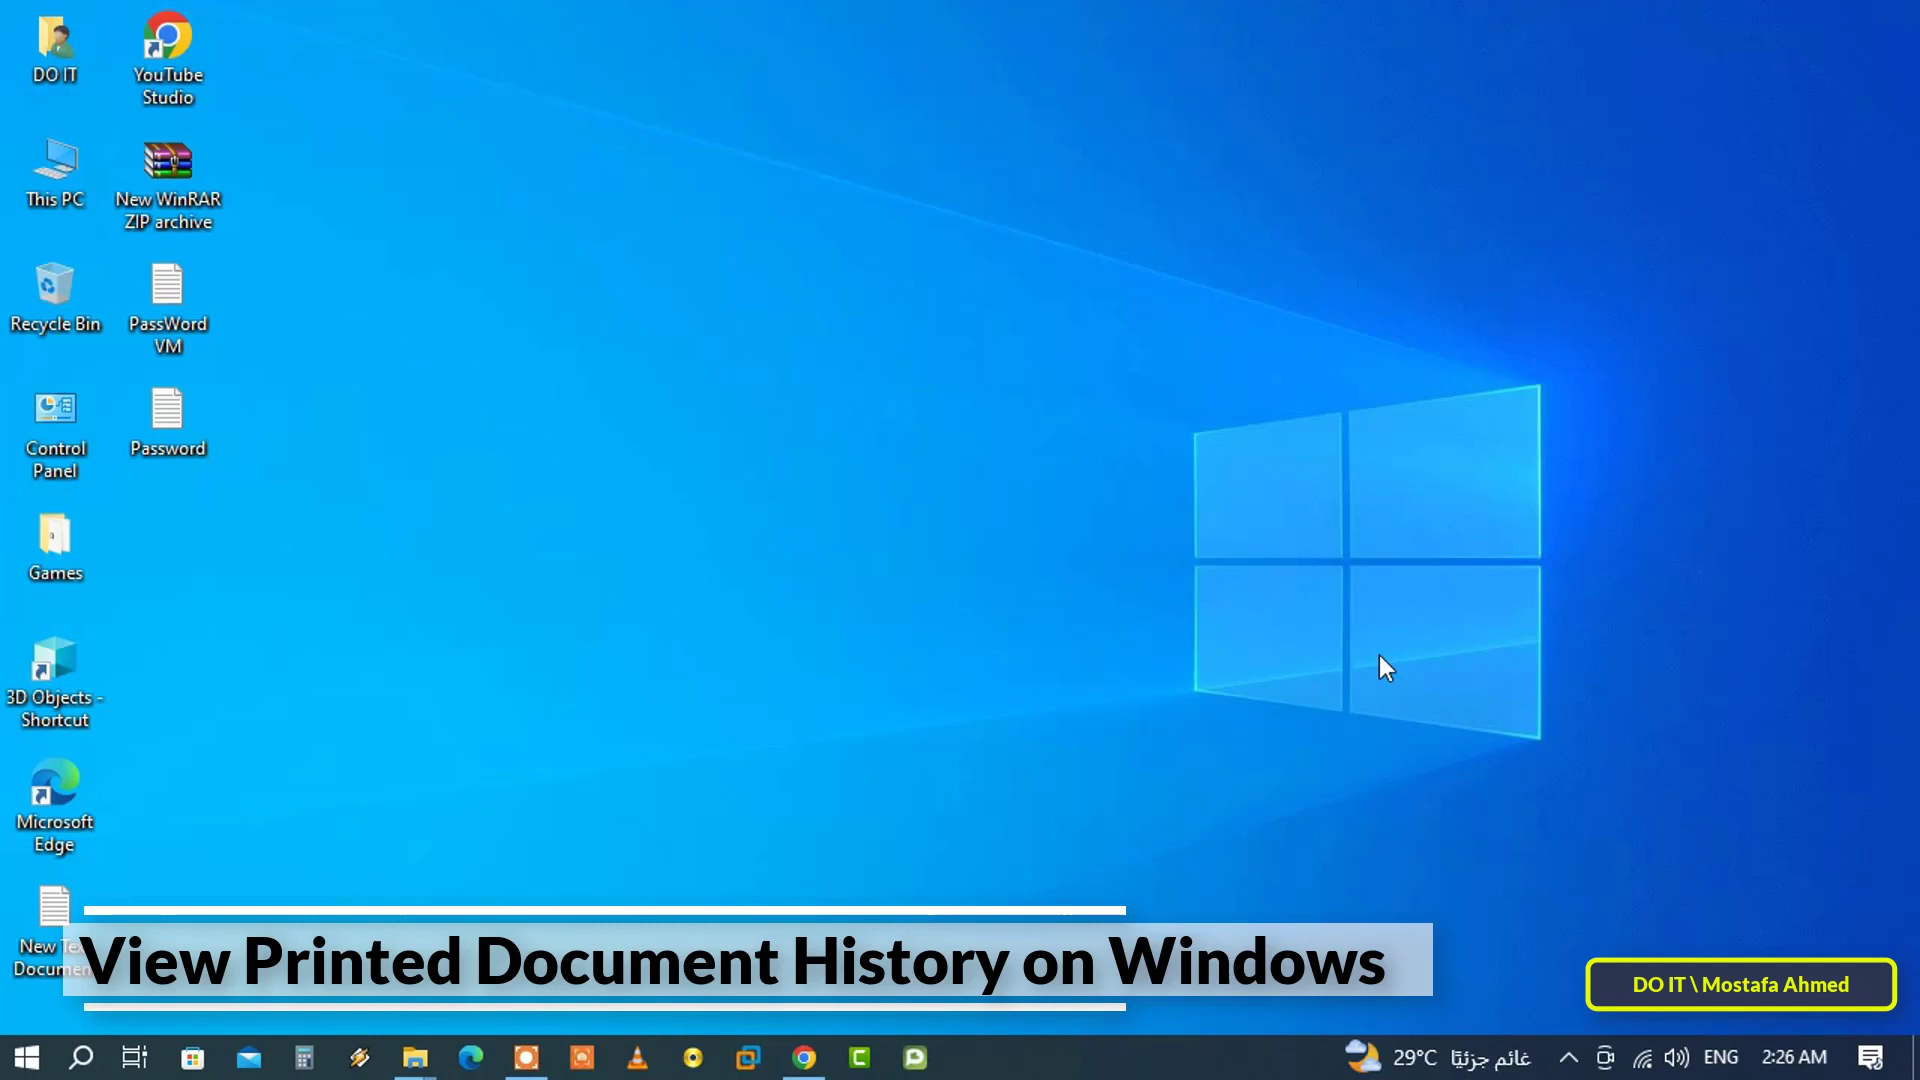 DO IT
YouTube
Studio
This PC
New WinRAR
ZIP archive
Recycle Bin
PassWord
VM
Control
Panel
Password
Games
3D Objects -
Shortcut
Microsoft
Edge
New
View Printed Document History on Windows
DO IT \ Mostafa Ahmed
29°C غائم جزئيًا
ENG
2:26 AM